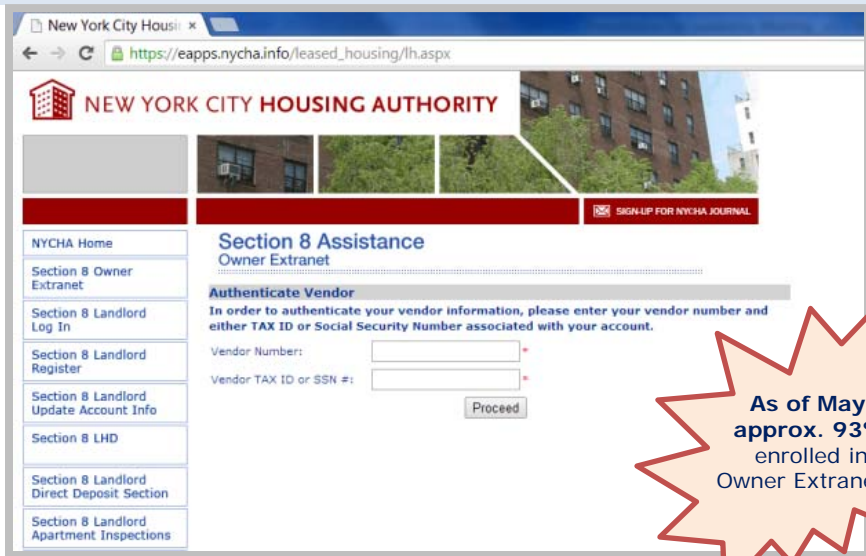 New York City Housi
https://eapps.nycha.info/leased_housing/lh.aspx
NEW YORK CITY HOUSING AUTHORITY
SIGN-UP FOR NYCHA JOURNAL
NYCHA Home
Section 8 Owner
Extranet
Section 8 Landlord
Log In
Section 8 Landlord
Register
Section 8 Landlord
Update Account Info
Section 8 LHD
Section 8 Landlord
Direct Deposit Section
Section 8 Landlord
Apartment Inspections
Section 8 Assistance
Owner Extranet
Authenticate Vendor
In order to authenticate your vendor information, please enter your vendor number and
either TAX ID or Social Security Number associated with your account.
Vendor Number: *
Vendor TAX ID or SSN #: *
Proceed
As of May
approx. 93%
enrolled in
Owner Extran